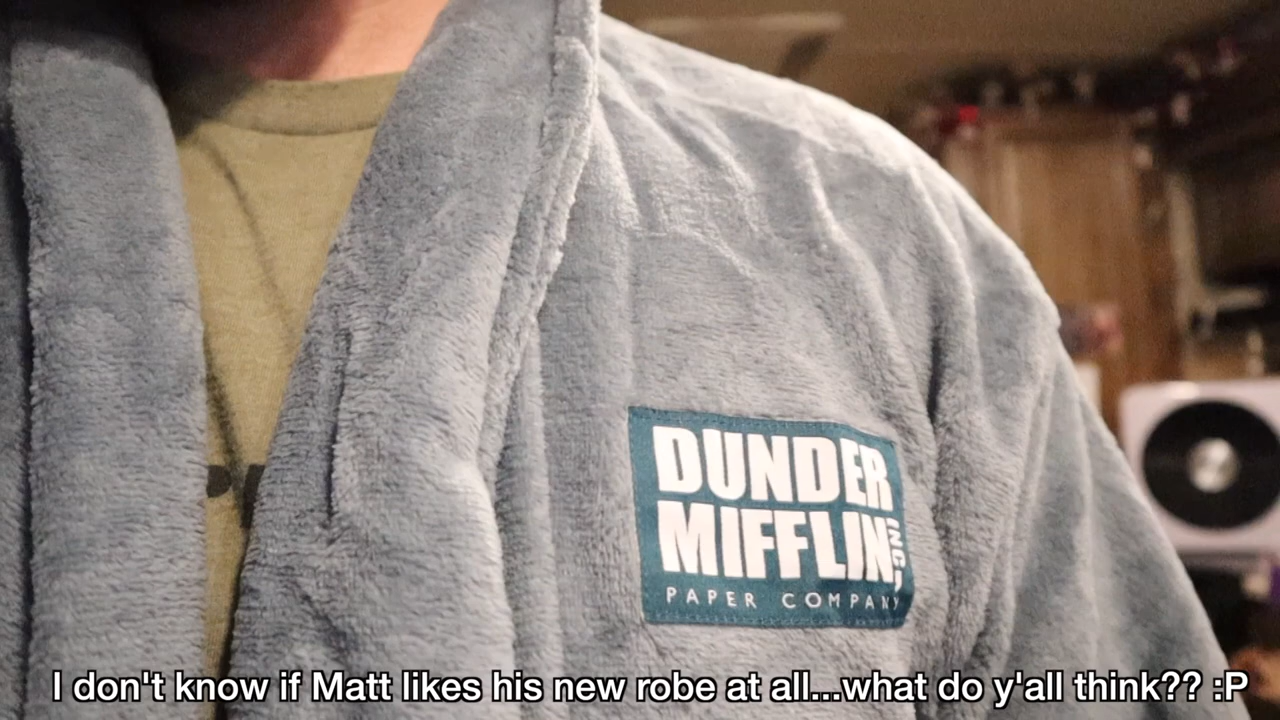 DUNDER
MIFFLIN
INC,
PAPER COMPANY
I don't know if Matt likes his new robe at all...what do y'all think?? :P